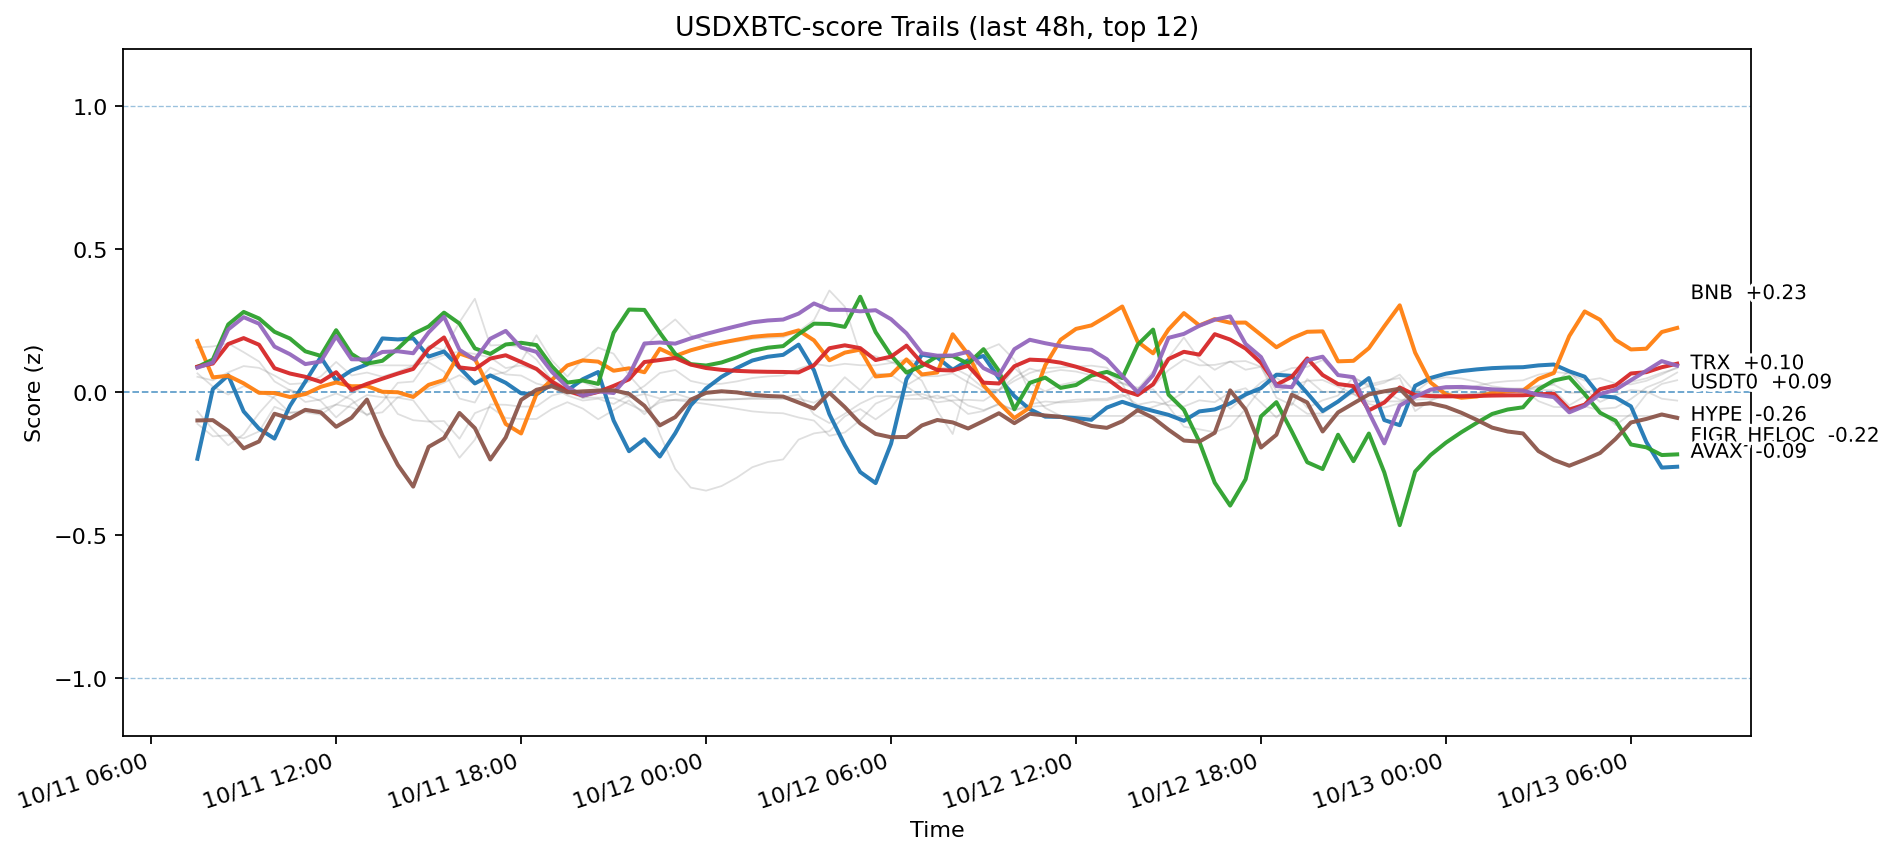 USDXBTC-score Trails (last 48h, top 12)
Score (z)
1.0
0.5
0.0
−0.5
−1.0
BNB +0.23
TRX +0.10
USDT0 +0.09
HYPE -0.26
FIGR_HELOC -0.22
AVAX -0.09
10/11 06:00
10/11 12:00
10/11 18:00
10/12 00:00
10/12 06:00
10/12 12:00
10/12 18:00
10/13 00:00
10/13 06:00
Time